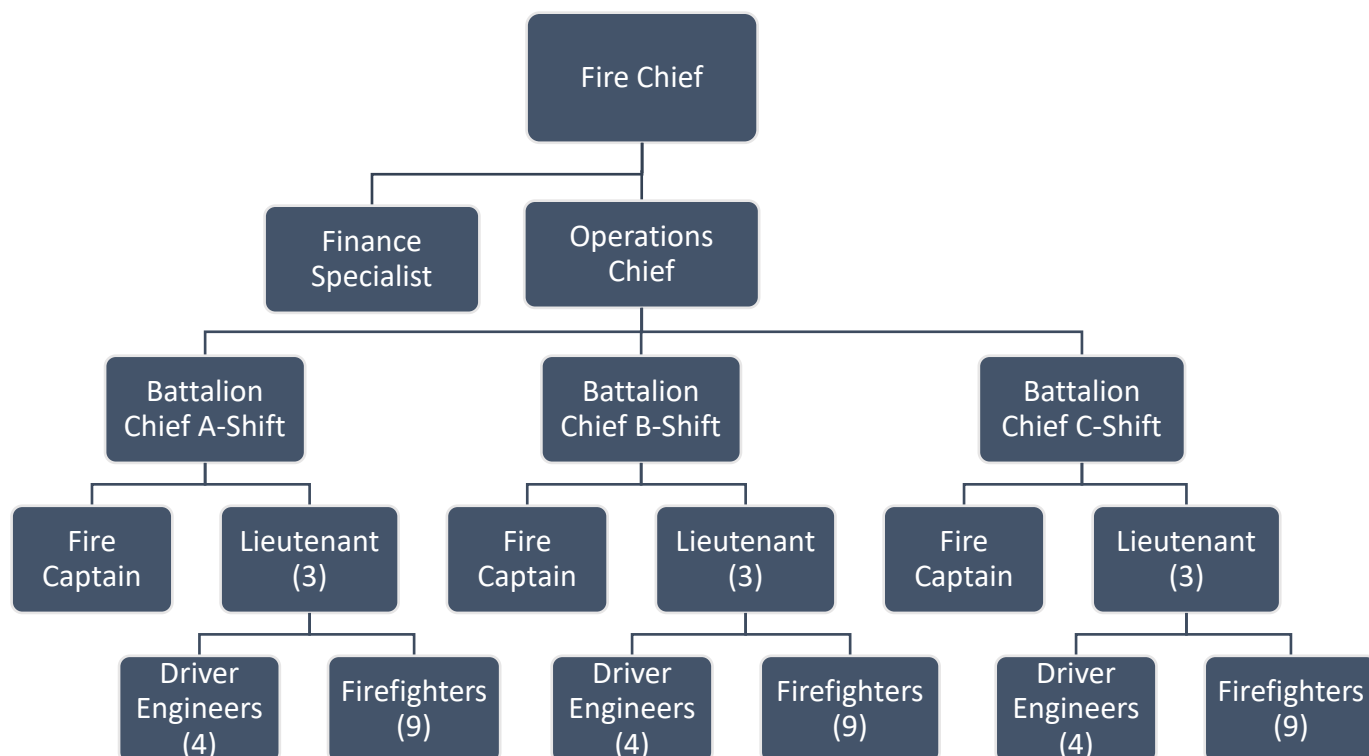 Fire Chief
Finance
Specialist
Operations
Chief
Battalion
Chief A-Shift
Battalion
Chief B-Shift
Battalion
Chief C-Shift
Fire
Captain
Lieutenant
(3)
Fire
Captain
Lieutenant
(3)
Fire
Captain
Lieutenant
(3)
Driver
Engineers
(4)
Firefighters
(9)
Driver
Engineers
(4)
Firefighters
(9)
Driver
Engineers
(4)
Firefighters
(9)